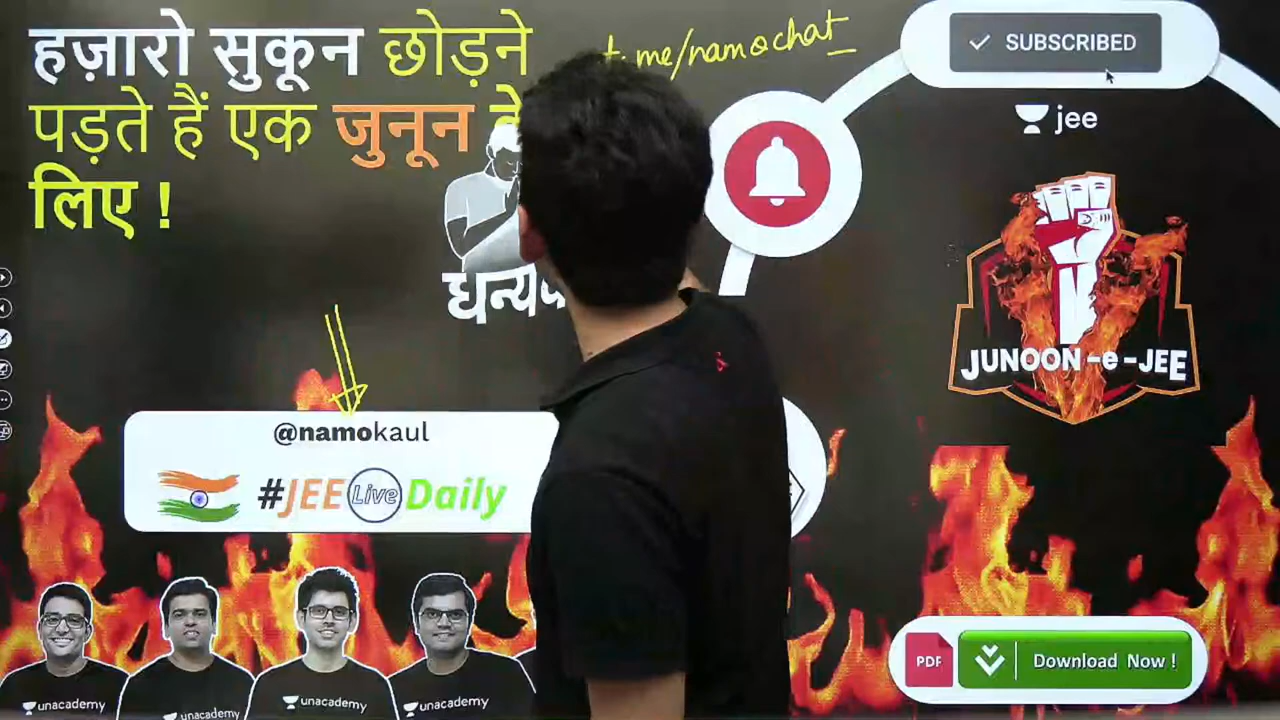 हज़ारो सुकून छोड़ने
पड़ते हैं एक जुनून
लिए !
t.me/namochat
SUBSCRIBED
jee
JUNOON-e-JEE
@namokaul
#JEE Live Daily
unacademy
unacademy
unacademy
unacademy
PDF
Download Now !